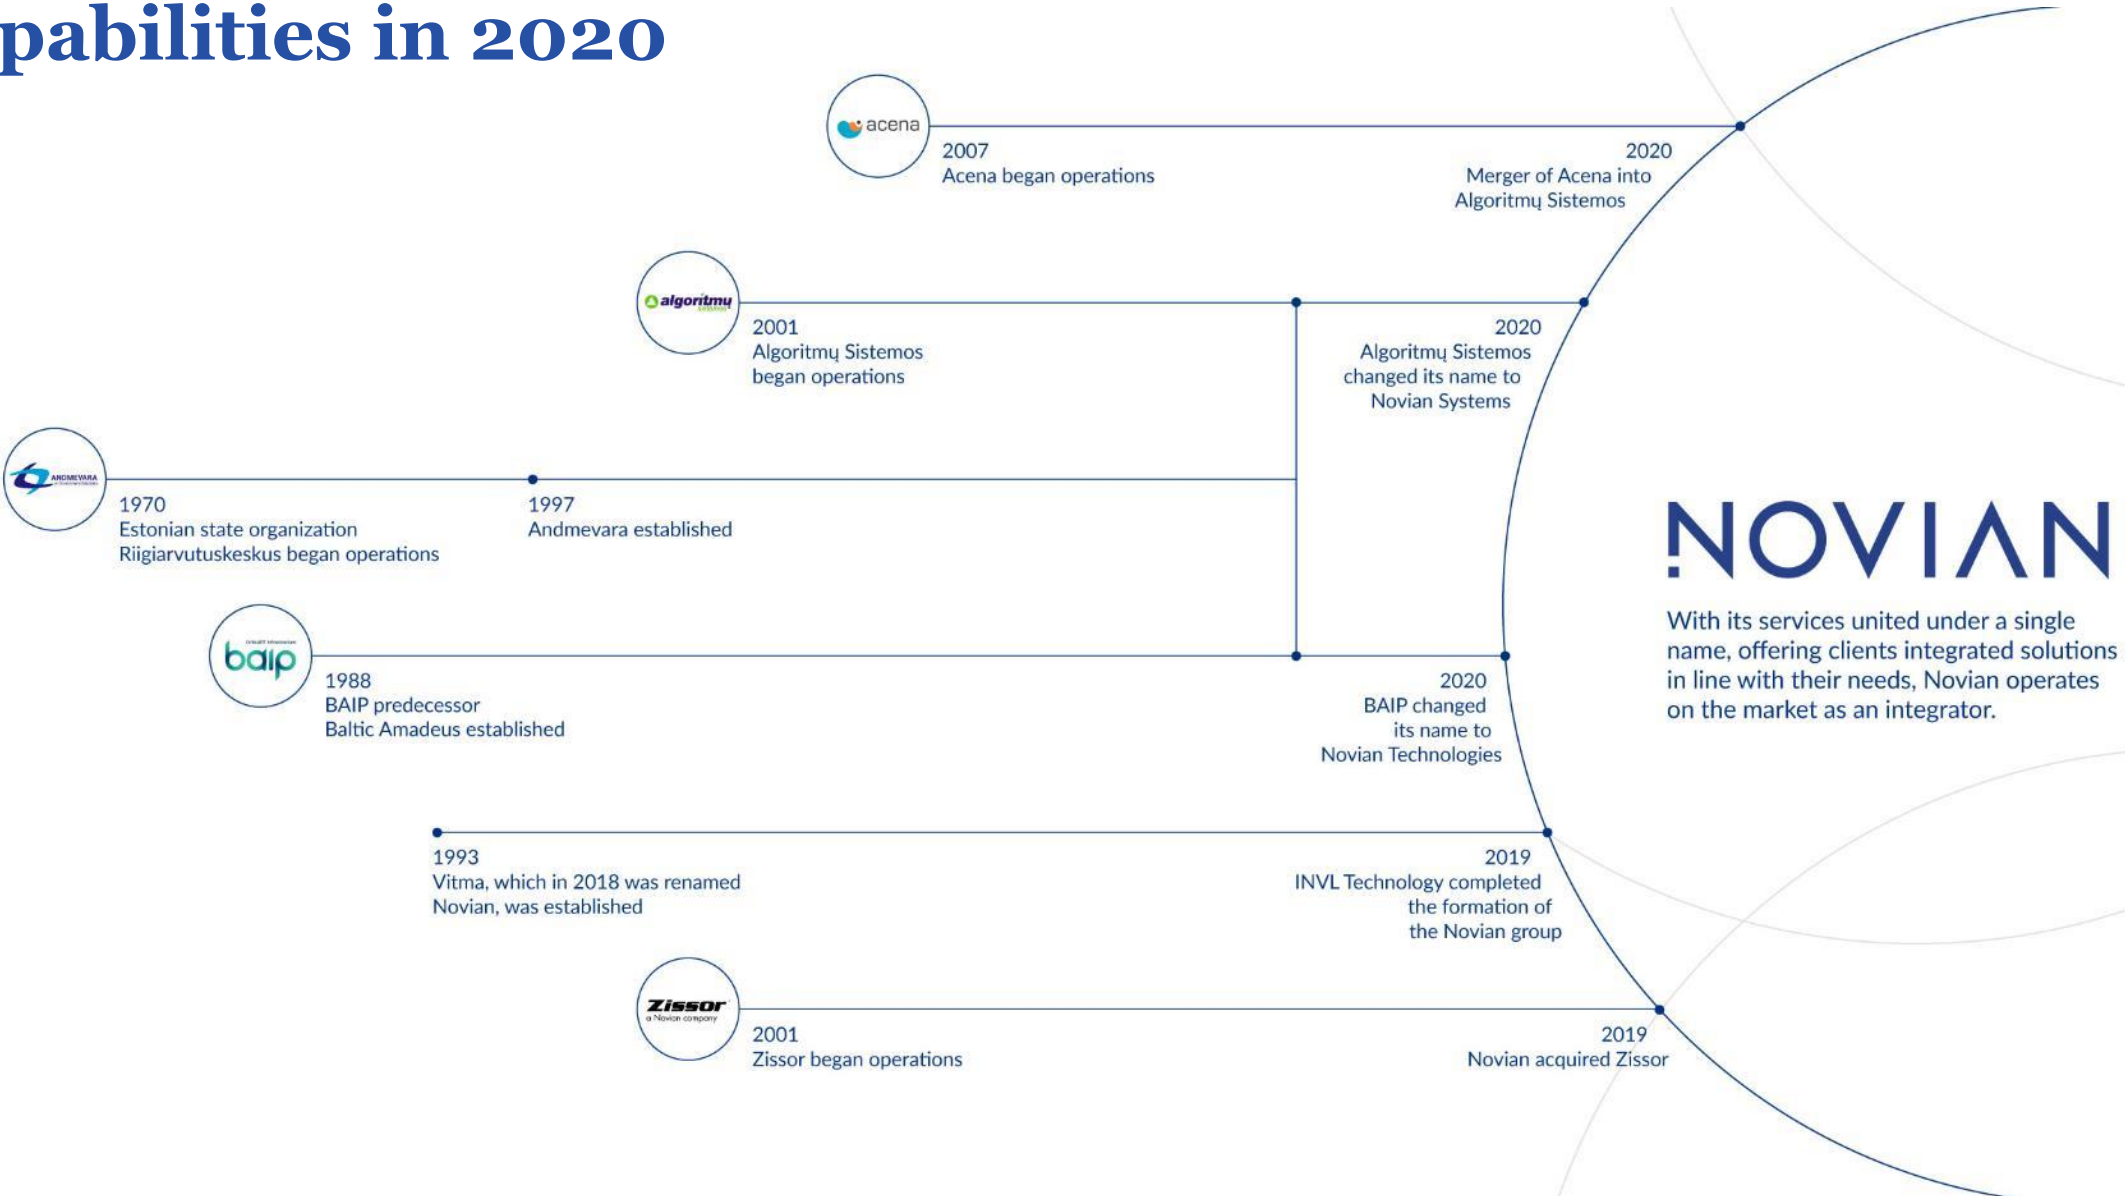 pabilities in 2020
acena
2007
Acena began operations
2020
Merger of Acena into
Algoritmų Sistemos
algoritmų
2001
Algoritmų Sistemos
began operations
2020
Algoritmų Sistemos
changed its name to
Novian Systems
ANDMEVARA
1970
Estonian state organization
Riigiarvutuskeskus began operations
1997
Andmevara established
NOVIAN
With its services united under a single
name, offering clients integrated solutions
in line with their needs, Novian operates
on the market as an integrator.
baip
1988
BAIP predecessor
Baltic Amadeus established
2020
BAIP changed
its name to
Novian Technologies
1993
Vitma, which in 2018 was renamed
Novian, was established
2019
INVL Technology completed
the formation of
the Novian group
Zissor
a Novian company
2001
Zissor began operations
2019
Novian acquired Zissor